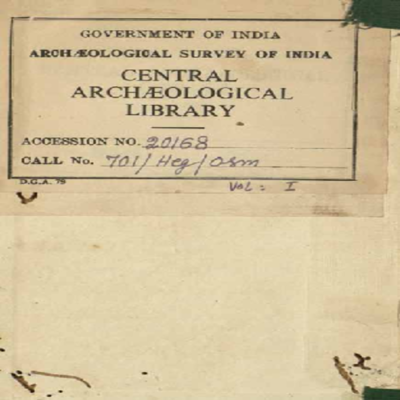 GOVERNMENT OF INDIA
ARCHÆOLOGICAL SURVEY OF INDIA
CENTRAL
ARCHÆOLOGICAL
LIBRARY
ACCESSION NO. 20168
CALL No. 701/Heg/Osm
D.G.A. 79
VOL: I
x